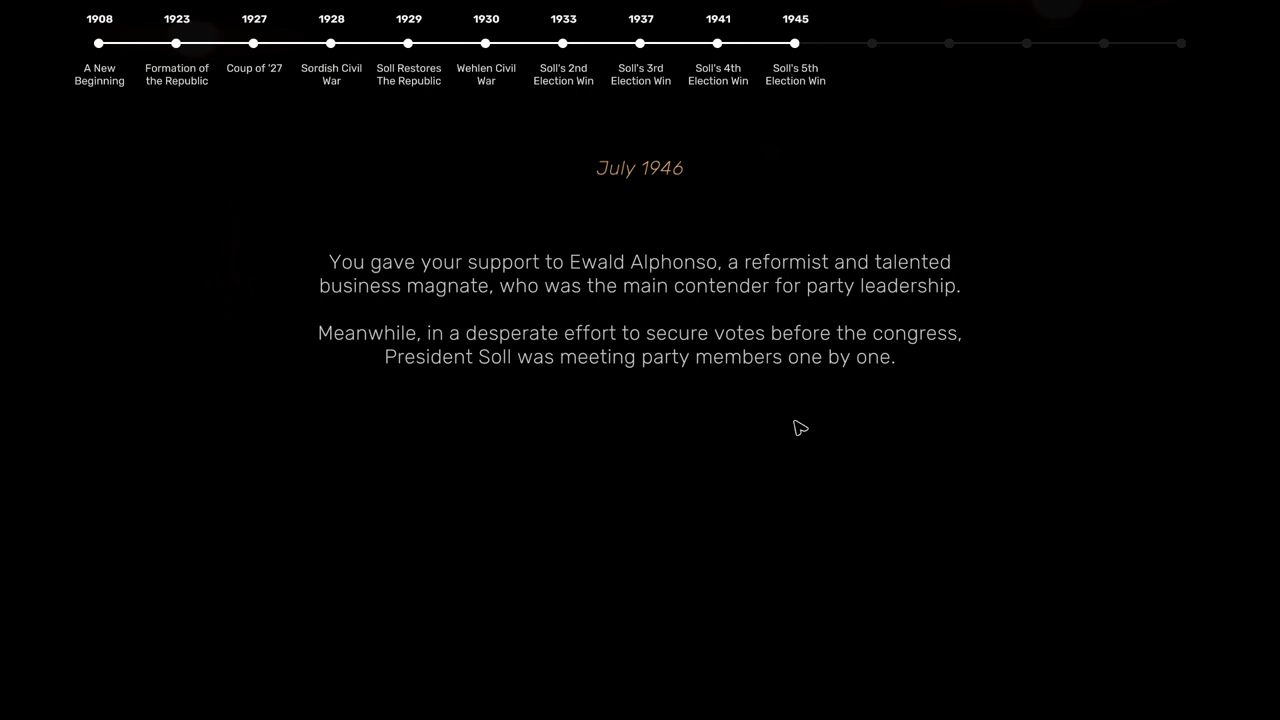 1908 1923 1927 1928 1929 1930 1933 1937 1941 1945
A New Beginning
Formation of the Republic
Coup of '27
Sordish Civil War
Soll Restores The Republic
Wehlen Civil War
Soll's 2nd Election Win
Soll's 3rd Election Win
Soll's 4th Election Win
Soll's 5th Election Win
July 1946
You gave your support to Ewald Alphonso, a reformist and talented
business magnate, who was the main contender for party leadership.
Meanwhile, in a desperate effort to secure votes before the congress,
President Soll was meeting party members one by one.